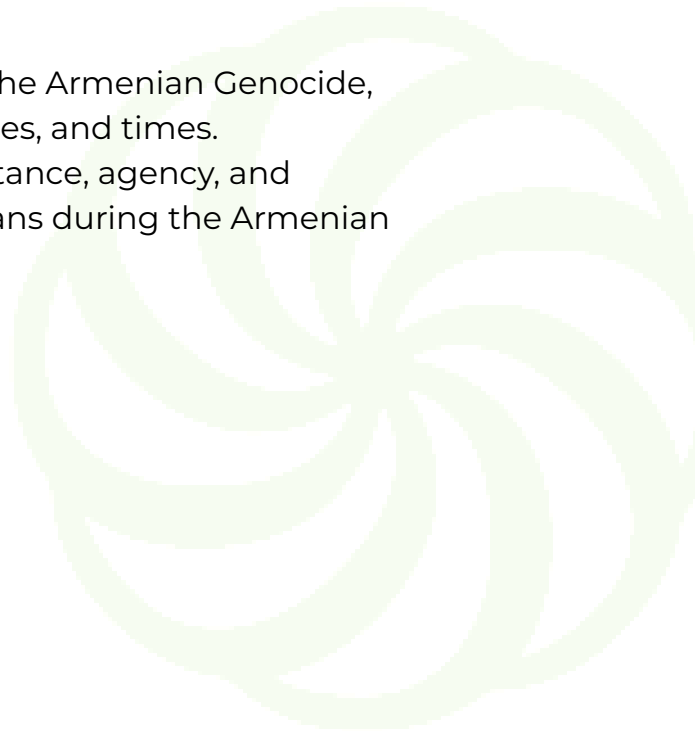 he Armenian Genocide,
es, and times.
tance, agency, and
ans during the Armenian